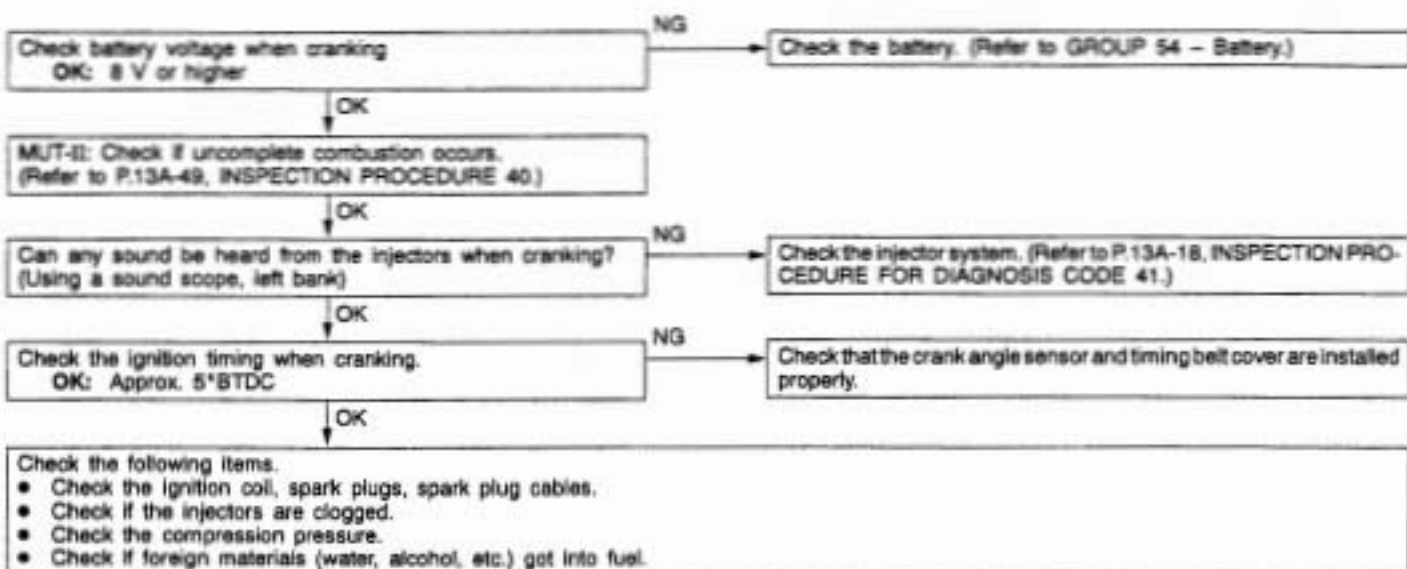 NG
Check battery voltage when cranking
OK: 8 V or higher
Check the battery. (Refer to GROUP 54 – Battery.)
OK
MUT-II: Check if uncomplete combustion occurs.
(Refer to P.13A-49, INSPECTION PROCEDURE 40.)
OK
NG
Can any sound be heard from the injectors when cranking?
(Using a sound scope, left bank)
Check the injector system. (Refer to P.13A-18, INSPECTION PRO-
CEDURE FOR DIAGNOSIS CODE 41.)
OK
NG
Check the ignition timing when cranking.
OK: Approx. 5°BTDC
Check that the crank angle sensor and timing belt cover are installed
properly.
OK
Check the following items.
● Check the ignition coil, spark plugs, spark plug cables.
● Check if the injectors are clogged.
● Check the compression pressure.
● Check if foreign materials (water, alcohol, etc.) got into fuel.